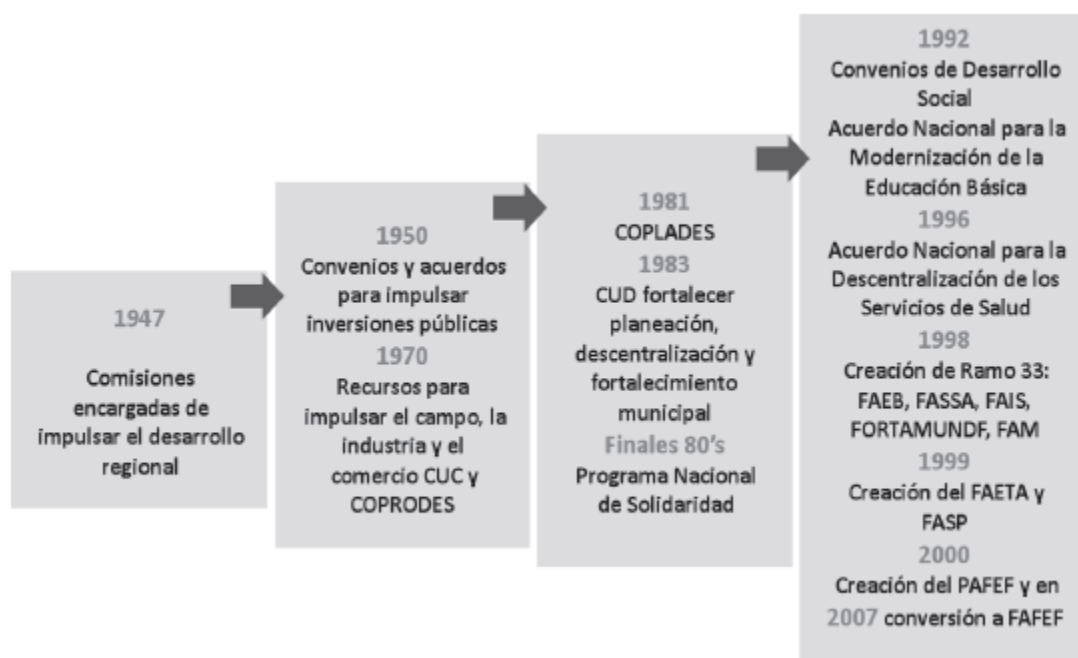 1947
Comisiones
encargadas de
impulsar el desarrollo
regional
1950
Convenios y acuerdos
para impulsar
inversiones públicas
1970
Recursos para
impulsar el campo, la
industria y el
comercio CUC y
COPRODES
1981
COPLADES
1983
CUD fortalecer
planeación,
descentralización y
fortalecimiento
municipal
Finales 80's
Programa Nacional
de Solidaridad
1992
Convenios de Desarrollo
Social
Acuerdo Nacional para la
Modernización de la
Educación Básica
1996
Acuerdo Nacional para la
Descentralización de los
Servicios de Salud
1998
Creación de Ramo 33:
FAEB, FASSA, FAIS,
FORTAMUNDF, FAM
1999
Creación del FAETA y
FASP
2000
Creación del PAFEF y en
2007 conversión a FAFEF